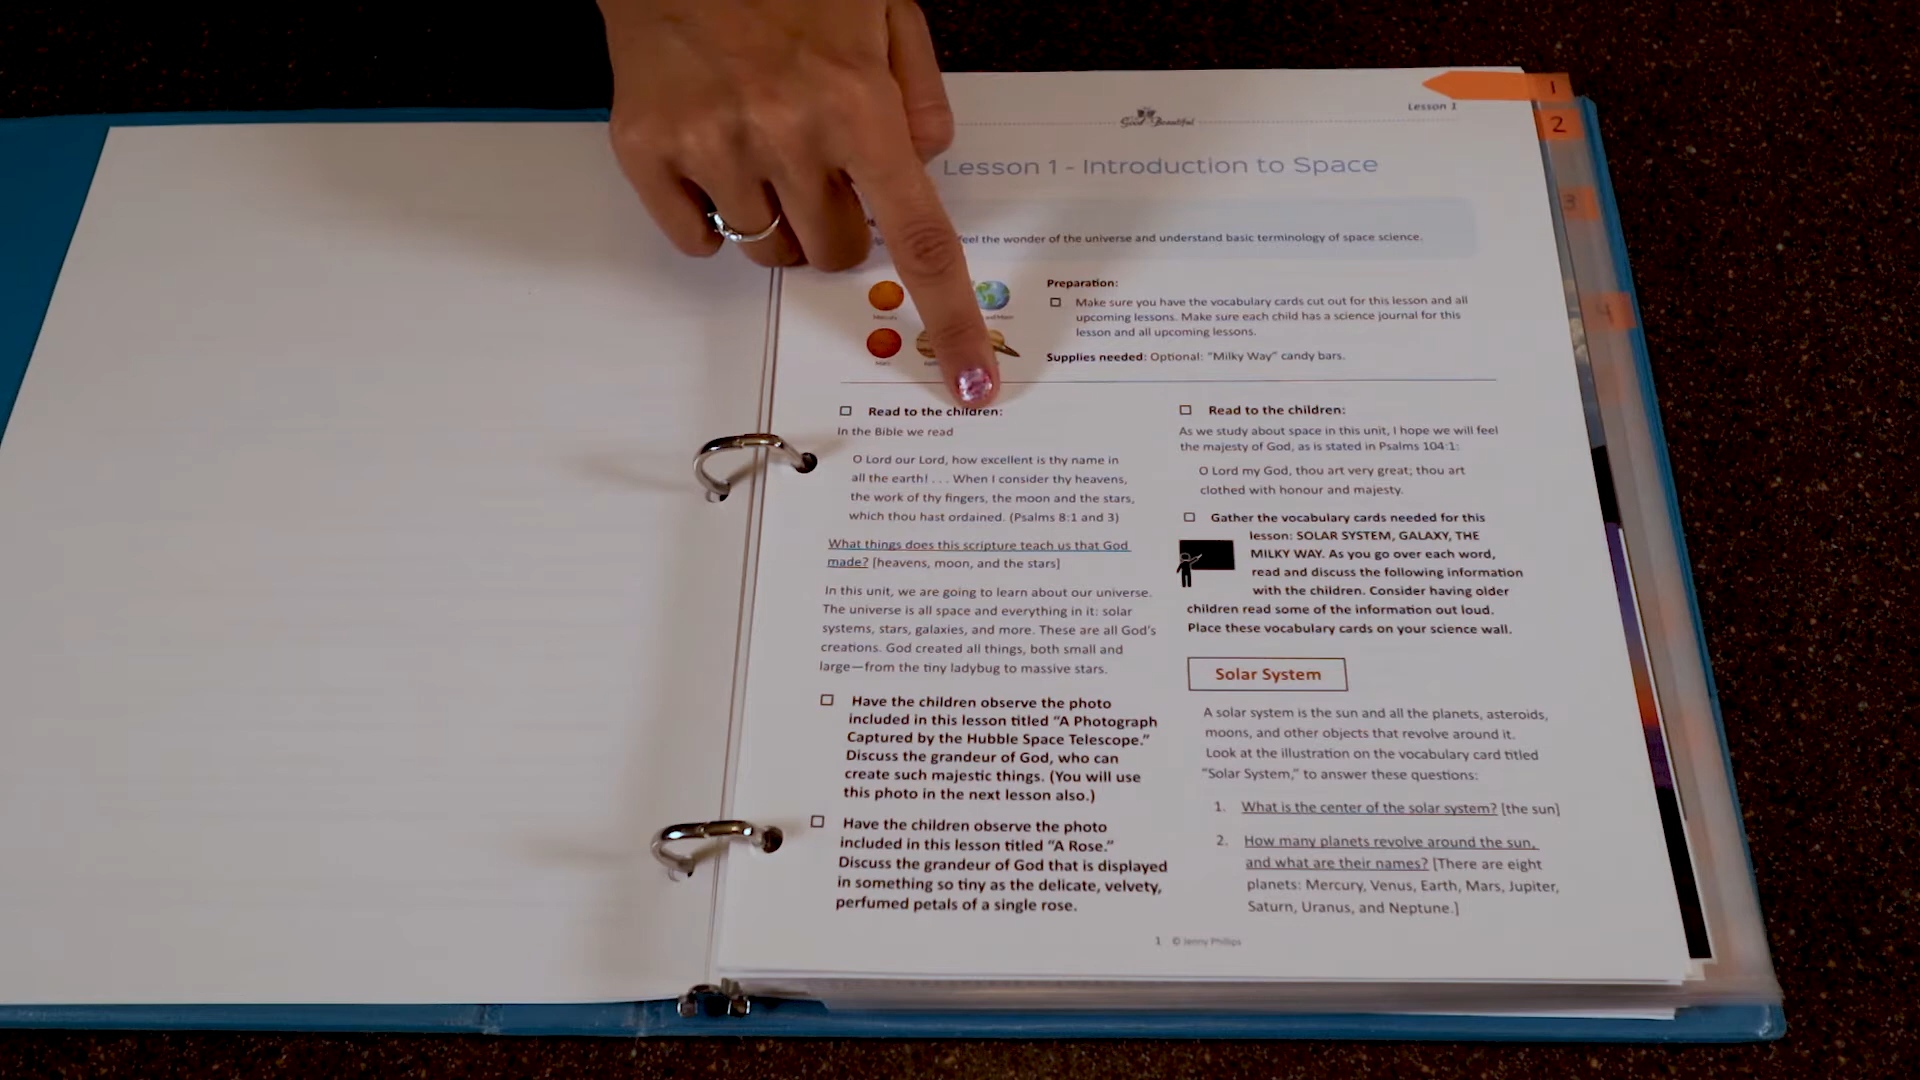 1
Lesson 1
Good Beautiful
2
Lesson 1 - Introduction to Space
3
feel the wonder of the universe and understand basic terminology of space science.
4
Mercury
and Moon
Mars
Preparation:
Make sure you have the vocabulary cards cut out for this lesson and all
upcoming lessons. Make sure each child has a science journal for this
lesson and all upcoming lessons.
Supplies needed: Optional: "Milky Way" candy bars.
Read to the children:
In the Bible we read
O Lord our Lord, how excellent is thy name in
all the earth! . . . When I consider thy heavens,
the work of thy fingers, the moon and the stars,
which thou hast ordained. (Psalms 8:1 and 3)
What things does this scripture teach us that God
made? [heavens, moon, and the stars]
In this unit, we are going to learn about our universe.
The universe is all space and everything in it: solar
systems, stars, galaxies, and more. These are all God's
creations. God created all things, both small and
large—from the tiny ladybug to massive stars.
Have the children observe the photo
included in this lesson titled "A Photograph
Captured by the Hubble Space Telescope."
Discuss the grandeur of God, who can
create such majestic things. (You will use
this photo in the next lesson also.)
Have the children observe the photo
included in this lesson titled "A Rose."
Discuss the grandeur of God that is displayed
in something so tiny as the delicate, velvety,
perfumed petals of a single rose.
Read to the children:
As we study about space in this unit, I hope we will feel
the majesty of God, as is stated in Psalms 104:1:
O Lord my God, thou art very great; thou art
clothed with honour and majesty.
Gather the vocabulary cards needed for this
lesson: SOLAR SYSTEM, GALAXY, THE
MILKY WAY. As you go over each word,
read and discuss the following information
with the children. Consider having older
children read some of the information out loud.
Place these vocabulary cards on your science wall.
Solar System
A solar system is the sun and all the planets, asteroids,
moons, and other objects that revolve around it.
Look at the illustration on the vocabulary card titled
"Solar System," to answer these questions:
1. What is the center of the solar system? [the sun]
2. How many planets revolve around the sun,
and what are their names? [There are eight
planets: Mercury, Venus, Earth, Mars, Jupiter,
Saturn, Uranus, and Neptune.]
1 © Jenny Phillips